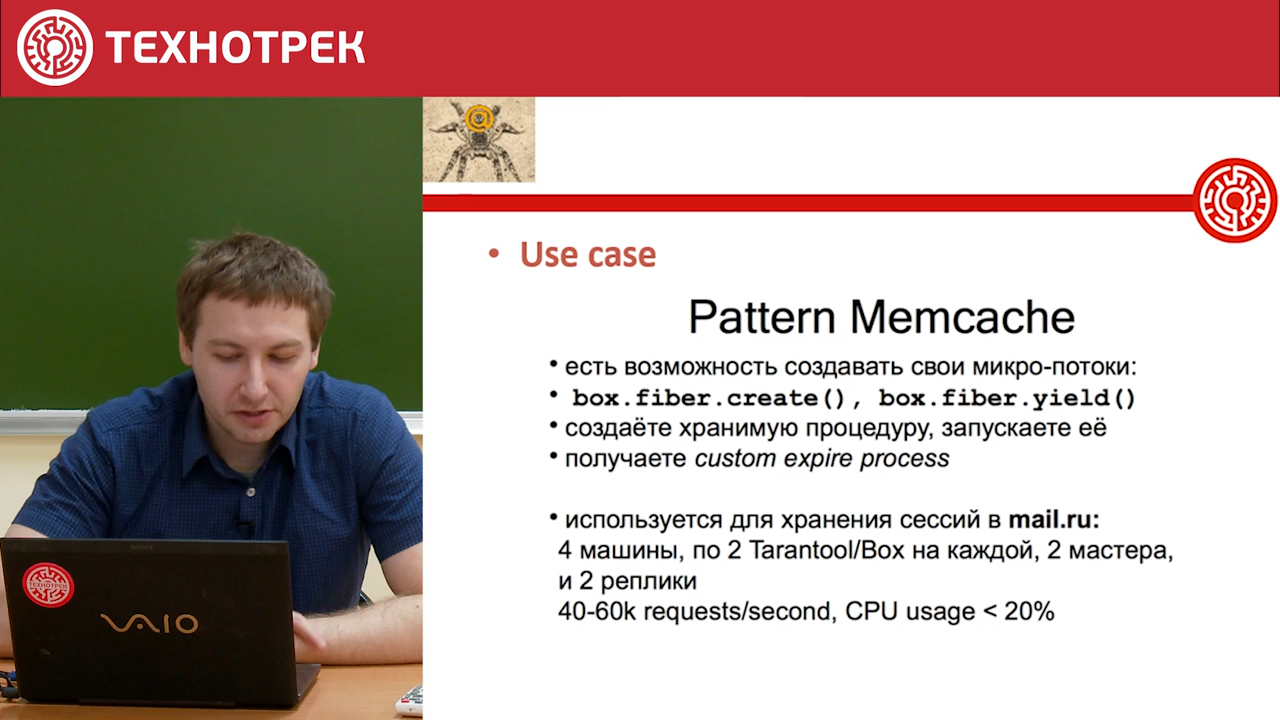 ТЕХНОТРЕК
@
• Use case
Pattern Memcache
• есть возможность создавать свои микро-потоки:
• box.fiber.create(), box.fiber.yield()
• создаёте хранимую процедуру, запускаете её
• получаете custom expire process
• используется для хранения сессий в mail.ru:
4 машины, по 2 Tarantool/Box на каждой, 2 мастера,
и 2 реплики
40-60k requests/second, CPU usage < 20%
SONY
ТЕХНОТРЕК
VAIO